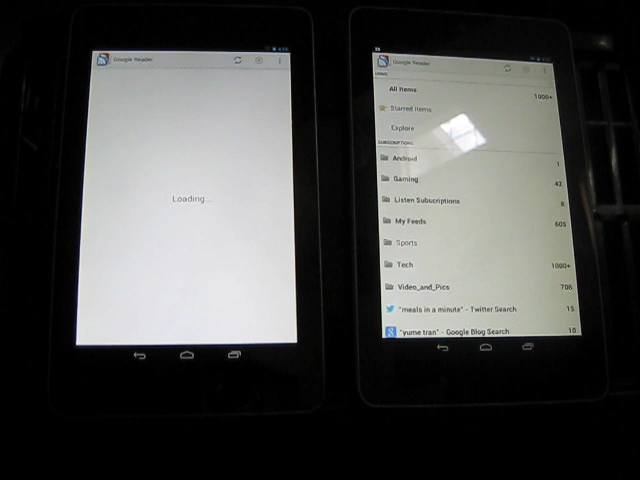 Google Reader
Loading...
Google Reader
All items
1000+
Starred items
Explore
SUBSCRIPTIONS
Android
1
Gaming
42
Listen Subscriptions
8
My Feeds
605
Sports
Tech
1000+
Video_and_Pics
706
"meals in a minute" - Twitter Search
15
"yume tran" - Google Blog Search
10